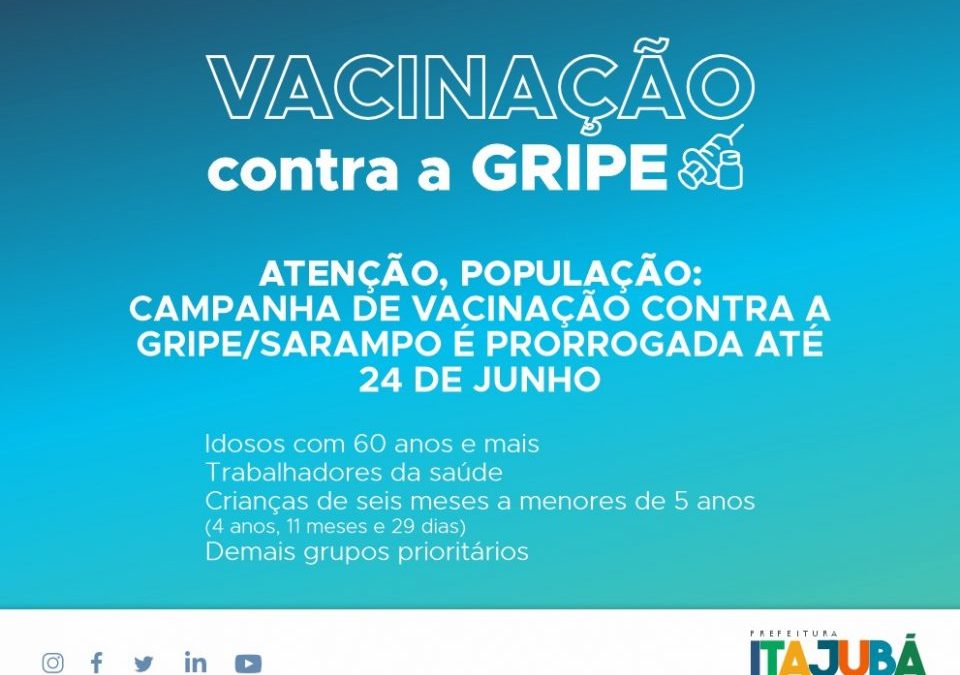 VACINAÇÃO
contra a GRIPE
ATENÇÃO, POPULAÇÃO:
CAMPANHA DE VACINAÇÃO CONTRA A
GRIPE/SARAMPO É PRORROGADA ATÉ
24 DE JUNHO
Idosos com 60 anos e mais
Trabalhadores da saúde
Crianças de seis meses a menores de 5 anos
(4 anos, 11 meses e 29 dias)
Demais grupos prioritários
PREFEITURA
ITAJUBÁ